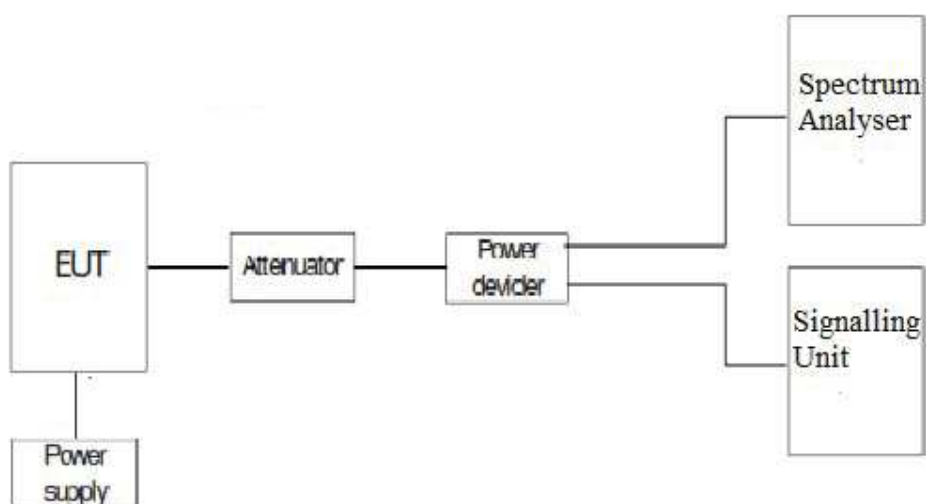 Spectrum
Analyser
EUT
Attenuator
Power
devider
Signalling
Unit
Power
supply